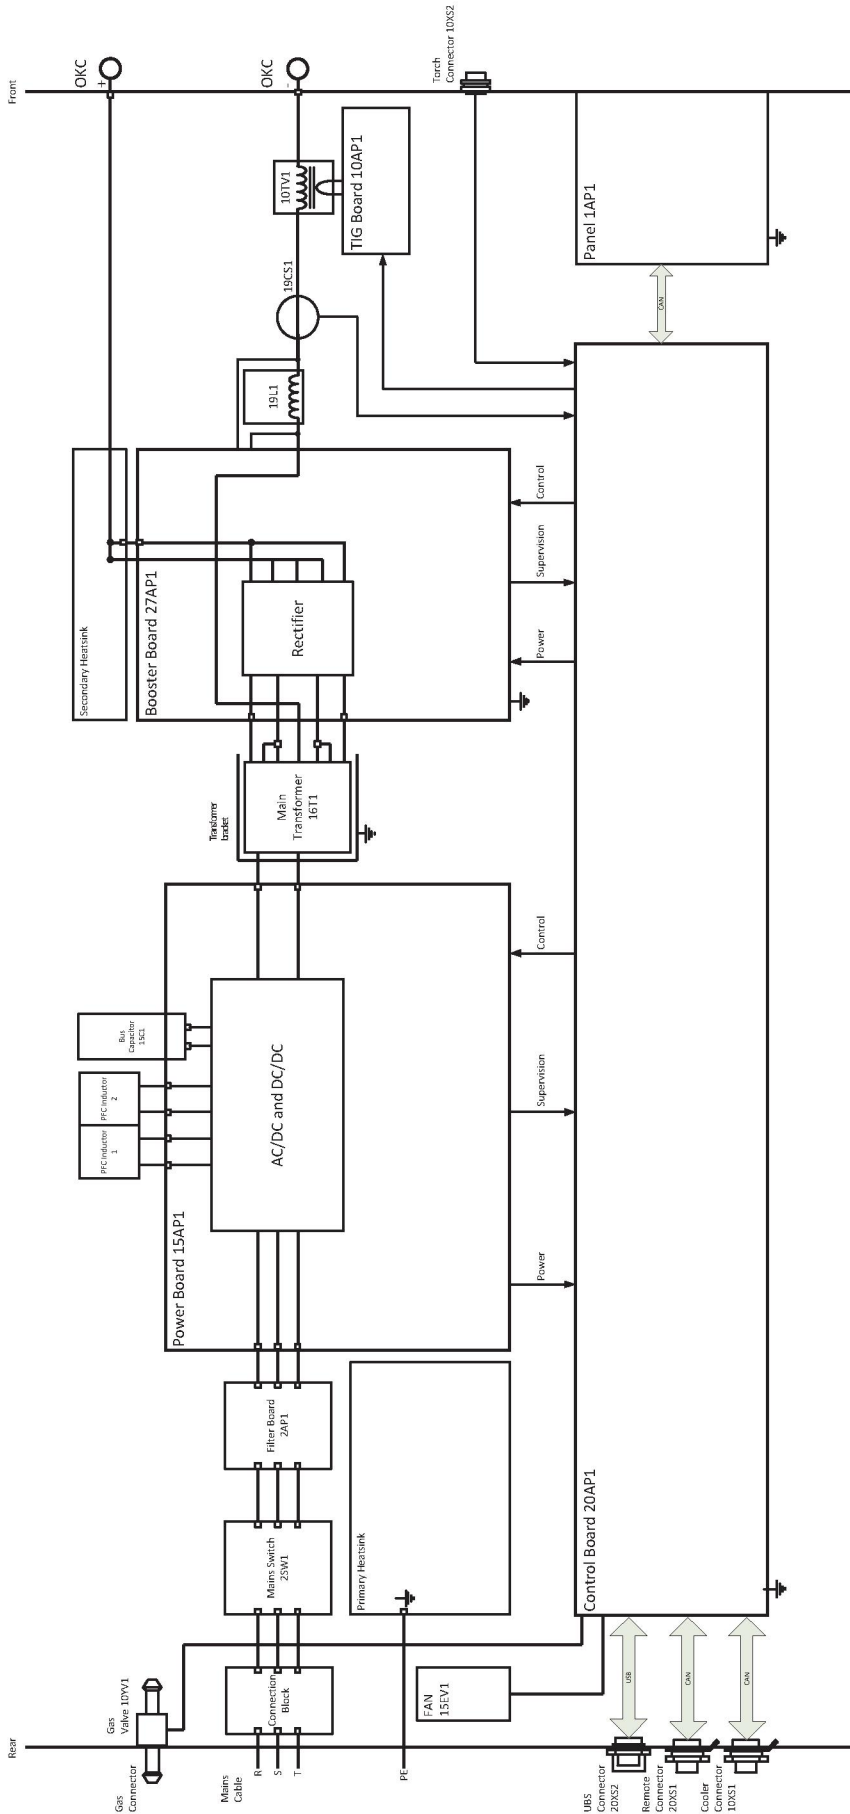 Front
OKC
+
OKC
-
Torch
Connector 10XS2
10TV1
TIG Board 10AP1
Panel 1AP1
19CS1
CAN
19L1
Secondary Heatsink
Booster Board 27AP1
Rectifier
Control
Supervision
Power
Transformer
bracket
Main
Transformer
16T1
Bus
Capacitor
15C1
PFC Inductor
2
PFC Inductor
1
Power Board 15AP1
AC/DC and DC/DC
Control
Supervision
Power
Filter Board
2AP1
Mains Switch
2SW1
Primary Heatsink
Control Board 20AP1
Connection
Block
FAN
15EV1
Gas
Valve 10YV1
USB
CAN
CAN
Rear
Gas
Connector
Mains
Cable
R
S
T
PE
UBS
Connector
20XS2
Remote
Connector
20XS1
Cooler
Connector
10XS1